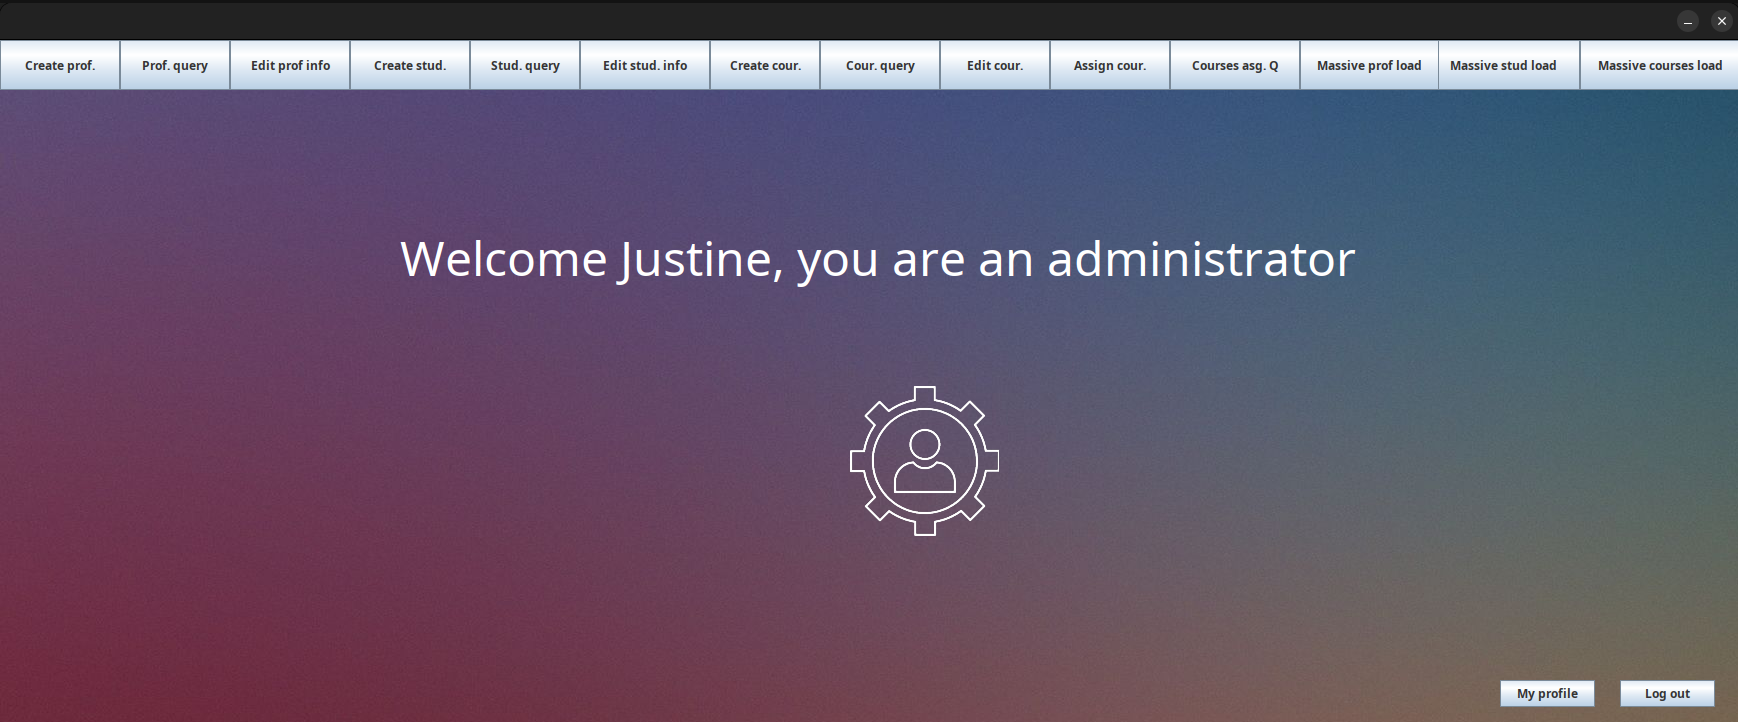 Create prof. Prof. query Edit prof info Create stud. Stud. query Edit stud. info Create cour. Cour. query Edit cour. Assign cour. Courses asg. Q Massive prof load Massive stud load Massive courses load
Welcome Justine, you are an administrator
My profile Log out